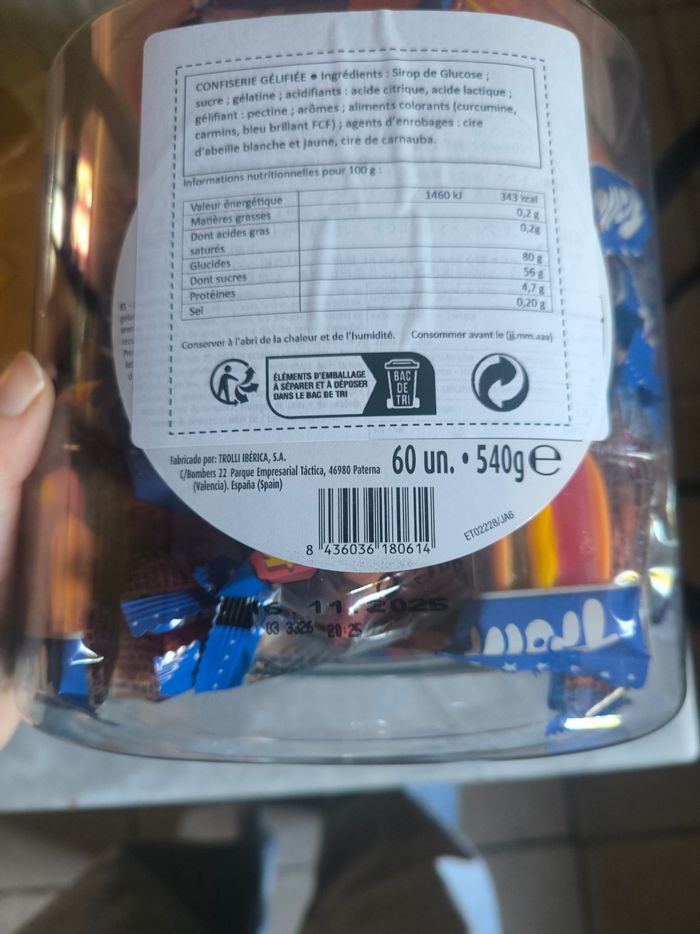 CONFISERIE GÉLIFIÉE • Ingrédients : Sirop de Glucose ;
sucre ; gélatine ; acidifiants : acide citrique, acide lactique ;
gélifiant : pectine ; arômes ; aliments colorants (curcumine,
carmins, bleu brillant FCF) ; agents d'enrobages : cire
d'abeille blanche et jaune, cire de carnauba.
Informations nutritionnelles pour 100 g :
Valeur énergétique 1460 kJ 343 kcal
Matières grasses 0,2 g
Dont acides gras 0,2g
saturés
Glucides 80 g
Dont sucres 56 g
Protéines 4,7 g
Sel 0,20 g
Conserver à l'abri de la chaleur et de l'humidité. Consommer avant le (jj.mm.aaa)
ÉLÉMENTS D'EMBALLAGE
À SÉPARER ET À DÉPOSER
DANS LE BAC DE TRI
BAC
DE
TRI
Fabricado por: TROLLI IBÉRICA, S.A.
C/Bombers 22 Parque Empresarial Táctica, 46980 Paterna
(Valencia). España (Spain)
60 un. • 540g e
8 436036 180614
ET02228/JA6
6.11.2025
03 3326 20:25
Trolli